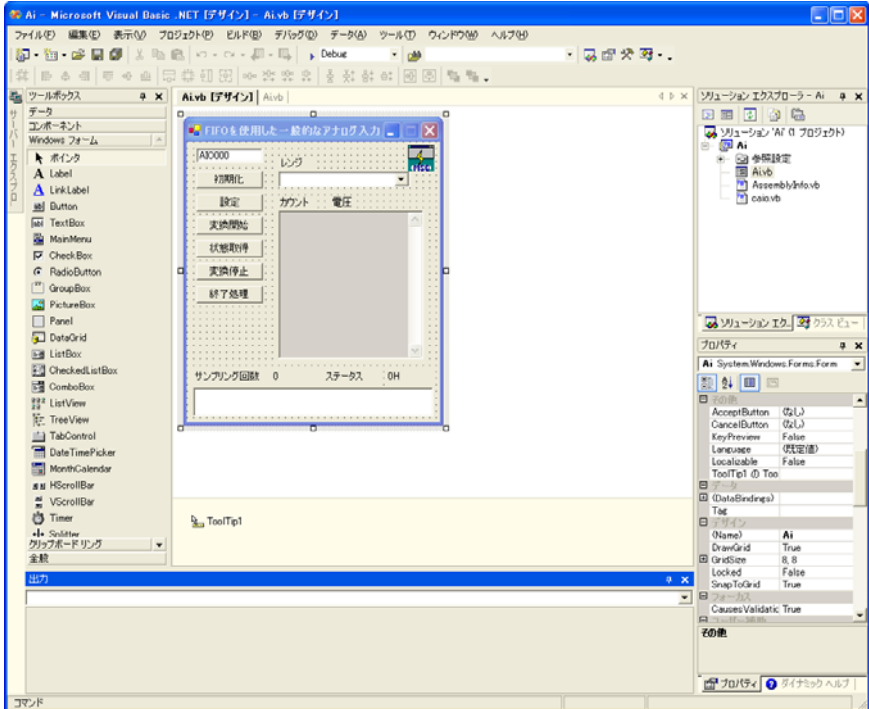 Ai - Microsoft Visual Basic .NET [デザイン] - Ai.vb [デザイン]
ファイル(F) 編集(E) 表示(V) プロジェクト(P) ビルド(B) デバッグ(D) データ(A) ツール(T) ウィンドウ(W) ヘルプ(H)
Debug
ツールボックス
データ
コンポーネント
Windows フォーム
ポインタ
Label
LinkLabel
Button
TextBox
MainMenu
CheckBox
RadioButton
GroupBox
PictureBox
Panel
DataGrid
ListBox
CheckedListBox
ComboBox
ListView
TreeView
TabControl
DateTimePicker
MonthCalendar
HScrollBar
VScrollBar
Timer
Splitter
クリップボード リング
全般
Ai.vb [デザイン] Ai.vb
FIFOを使用した一般的なアナログ入力
AIO000
レンジ
初期化
設定
カウント 電圧
変換開始
状態取得
変換停止
終了処理
サンプリング回数 0 ステータス 0H
ToolTip1
出力
ソリューション エクスプローラ - Ai
ソリューション 'Ai' (1 プロジェクト)
Ai
参照設定
Ai.vb
AssemblyInfo.vb
caio.vb
ソリューション エク... クラス ビュー
プロパティ
Ai System.Windows.Forms.Form
その他
AcceptButton (なし)
CancelButton (なし)
KeyPreview False
Language (既定値)
Localizable False
ToolTip1 の Too
データ
(DataBindings)
Tag
デザイン
(Name) Ai
DrawGrid True
GridSize 8, 8
Locked False
SnapToGrid True
フォーカス
CausesValidatic True
その他
プロパティ ダイナミック ヘルプ
コマンド